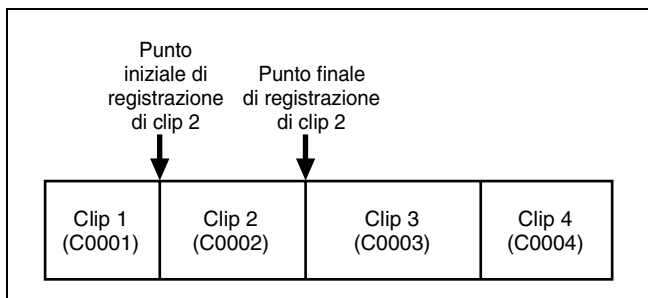 Punto
iniziale di
registrazione
di clip 2
Punto finale
di registrazione
di clip 2
Clip 1
(C0001)
Clip 2
(C0002)
Clip 3
(C0003)
Clip 4
(C0004)